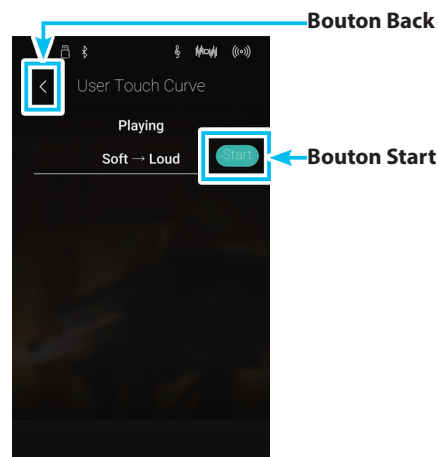 Bouton Back
User Touch Curve
Playing
Soft → Loud
Start
Bouton Start